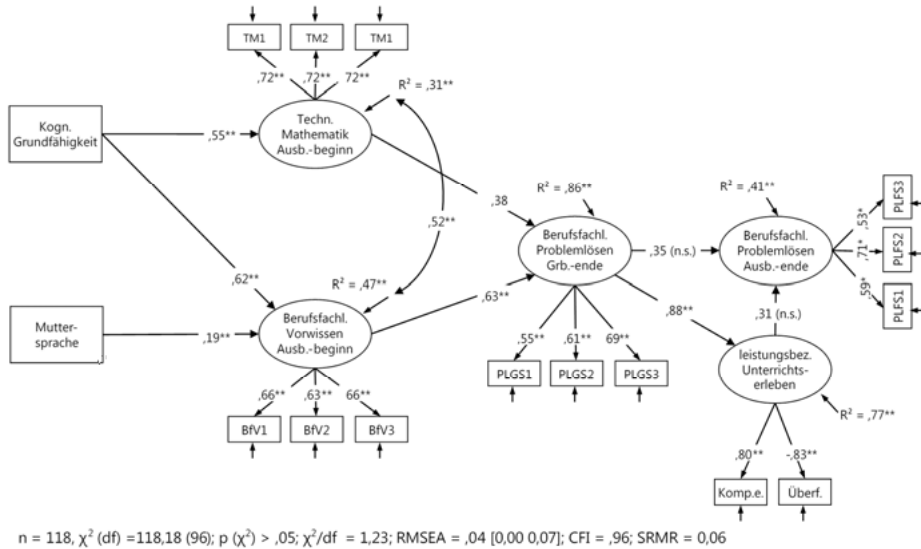 TM1
TM2
TM1
,72**
,72**
72**
R² = ,31**
Kogn.
Grundfähigkeit
,55**
Techn.
Mathematik
Ausb.-beginn
,38
,52**
,62**
R² = ,47**
Mutter-
sprache
,19**
Berufsfachl.
Vorwissen
Ausb.-beginn
,63**
,66**
,63**
66**
BfV1
BfV2
BfV3
R² = ,86**
Berufsfachl.
Problemlösen
Grb.-ende
,35 (n.s.)
,55**
,61**
69**
PLGS1
PLGS2
PLGS3
,88**
R² = ,41**
Berufsfachl.
Problemlösen
Ausb.-ende
,53*
,71*
,59*
PLFS3
PLFS2
PLFS1
,31 (n.s.)
leistungsbez.
Unterrichts-
erleben
R² = ,77**
,80**
-,83**
Komp.e.
Überf.
n = 118, χ² (df) =118,18 (96); p (χ²) > ,05; χ²/df = 1,23; RMSEA = ,04 [0,00 0,07]; CFI = ,96; SRMR = 0,06